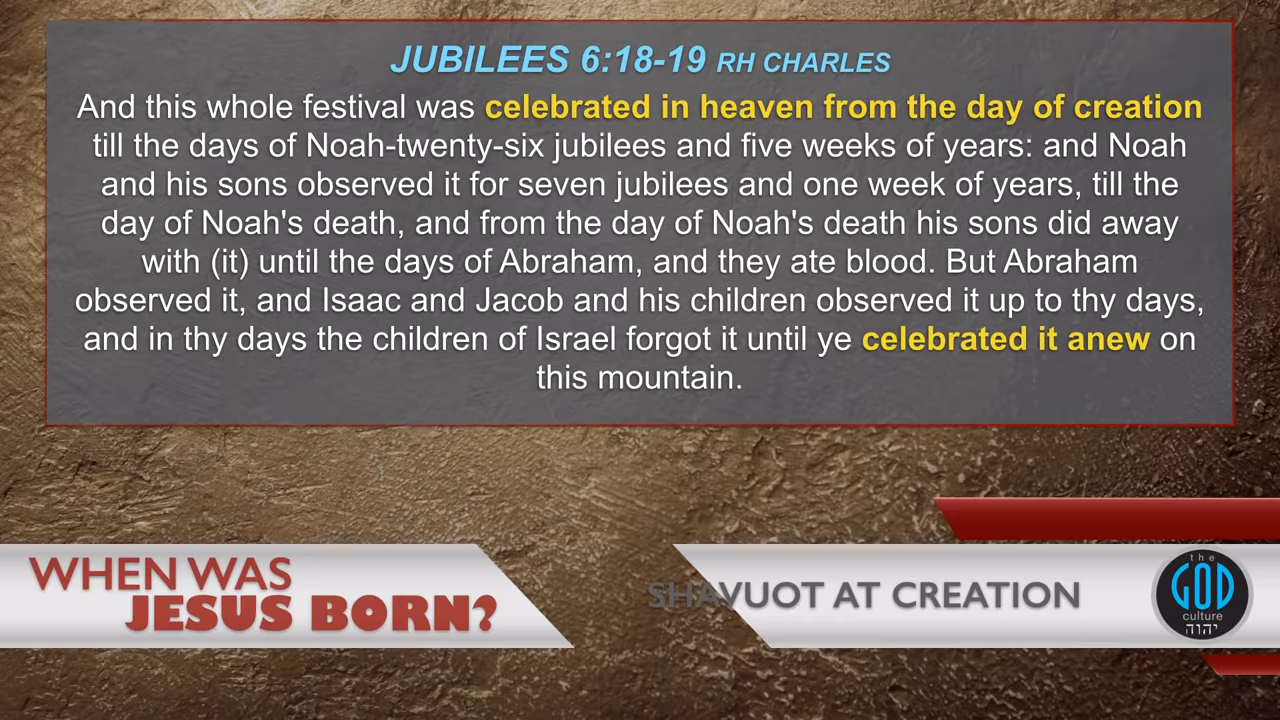 JUBILEES 6:18-19 RH CHARLES
And this whole festival was celebrated in heaven from the day of creation
till the days of Noah-twenty-six jubilees and five weeks of years: and Noah
and his sons observed it for seven jubilees and one week of years, till the
day of Noah's death, and from the day of Noah's death his sons did away
with (it) until the days of Abraham, and they ate blood. But Abraham
observed it, and Isaac and Jacob and his children observed it up to thy days,
and in thy days the children of Israel forgot it until ye celebrated it anew on
this mountain.
WHEN WAS
JESUS BORN?
SHAVUOT AT CREATION
the
GOD
culture
יהוה